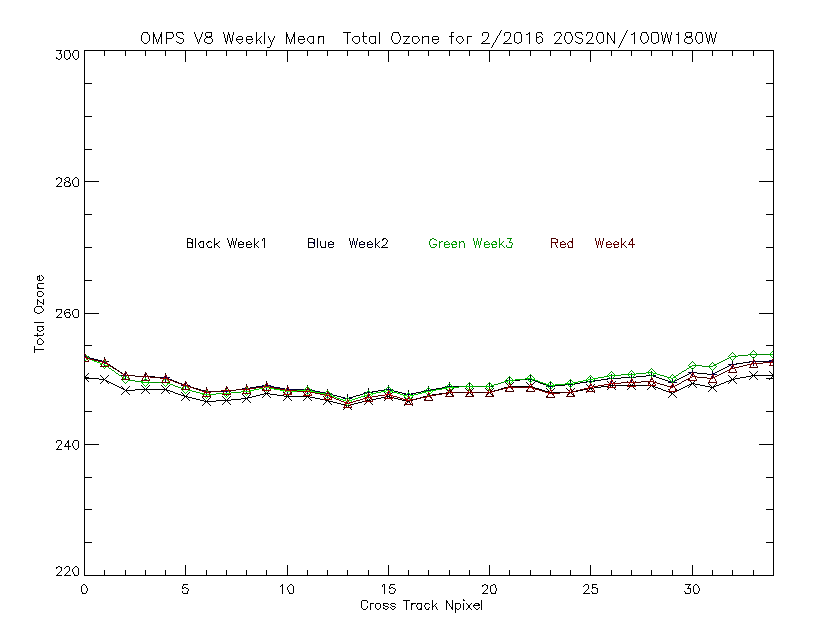 OMPS V8 Weekly Mean  Total Ozone for 2/2016 20S20N/100W180W
300
280
Black Week1   Blue  Week2   Green Week3   Red   Week4
260
Total Ozone
240
220
0 5 10 15 20 25 30
Cross Track Npixel